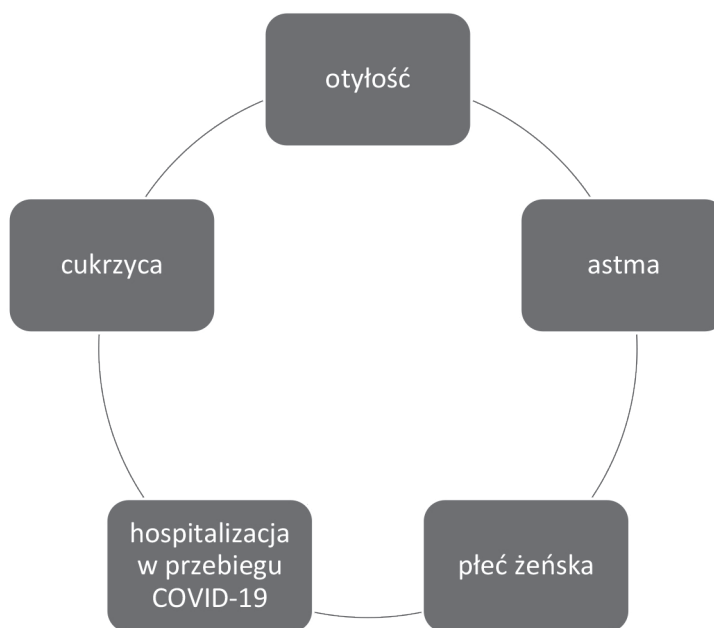 otyłość
astma
płeć żeńska
hospitalizacja
w przebiegu
COVID-19
cukrzyca